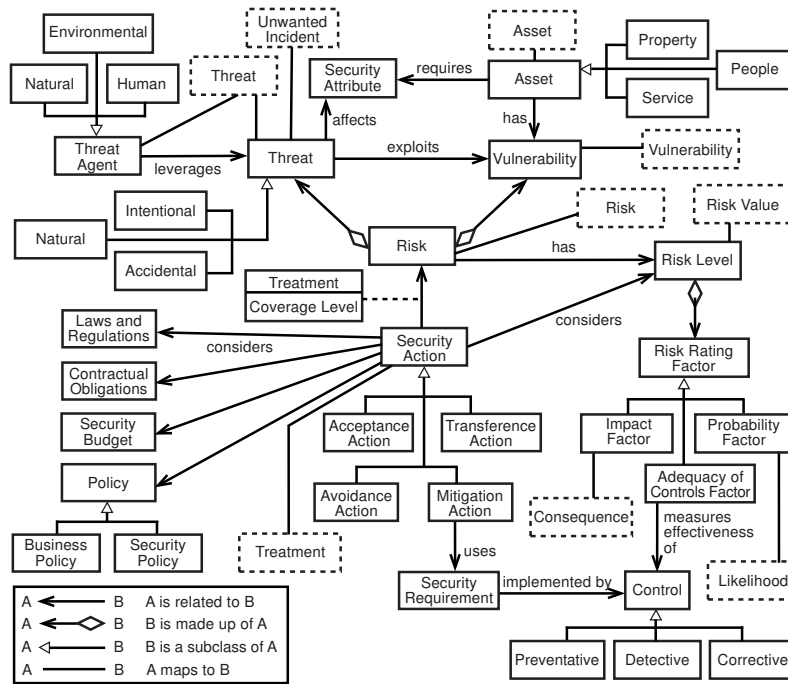 Environmental
Unwanted
Incident
Asset
Property
Natural
Human
Threat
Security
Attribute
requires
Asset
People
Service
affects
has
Threat
Agent
leverages
Threat
exploits
Vulnerability
Vulnerability
Intentional
Natural
Accidental
Risk
Risk
Risk Value
has
Risk Level
Treatment
Coverage Level
Laws and
Regulations
considers
considers
Security
Action
Risk Rating
Factor
Contractual
Obligations
Security
Budget
Acceptance
Action
Transference
Action
Impact
Factor
Probability
Factor
Policy
Avoidance
Action
Mitigation
Action
Adequacy of
Controls Factor
Consequence
measures
effectiveness
of
Business
Policy
Security
Policy
Treatment
uses
Likelihood
Security
Requirement
implemented by
Control
A B A is related to B
A B B is made up of A
A B B is a subclass of A
A B A maps to B
Preventative
Detective
Corrective